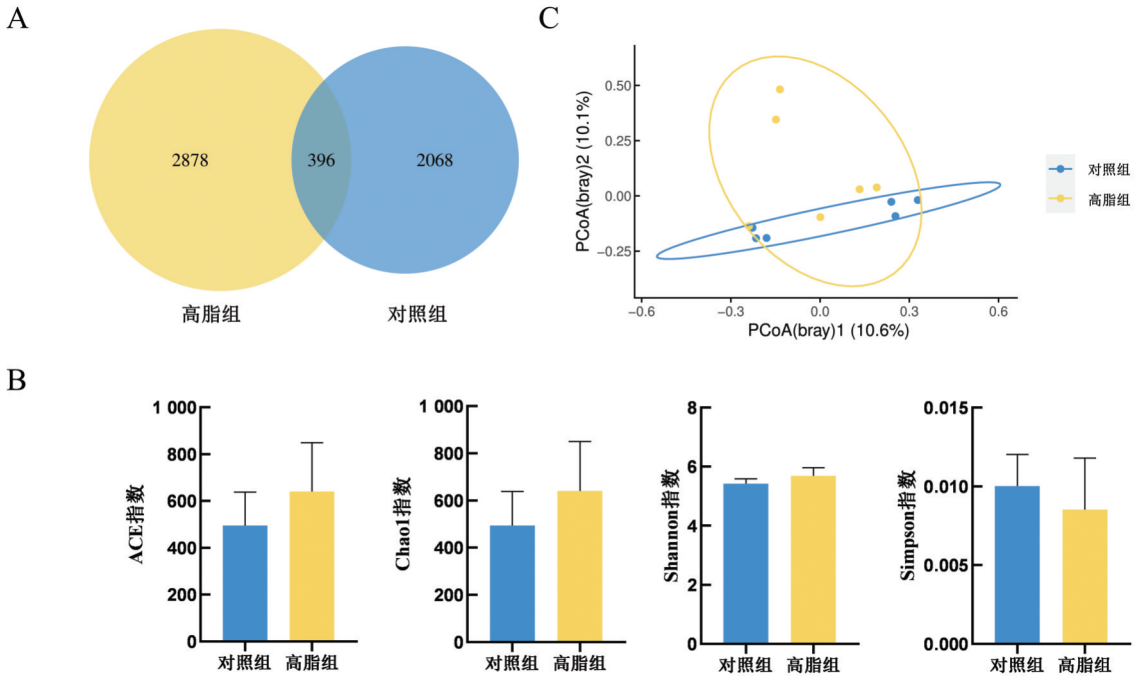 A
2878
396
2068
高脂组
对照组
C
PCoA(bray)2 (10.1%)
0.50
0.25
0.00
−0.25
−0.6
−0.3
0.0
0.3
0.6
PCoA(bray)1 (10.6%)
对照组
高脂组
B
ACE指数
1 000
800
600
400
200
0
对照组
高脂组
Chao1指数
1 000
800
600
400
200
0
对照组
高脂组
Shannon指数
8
6
4
2
0
对照组
高脂组
Simpson指数
0.015
0.010
0.005
0.000
对照组
高脂组